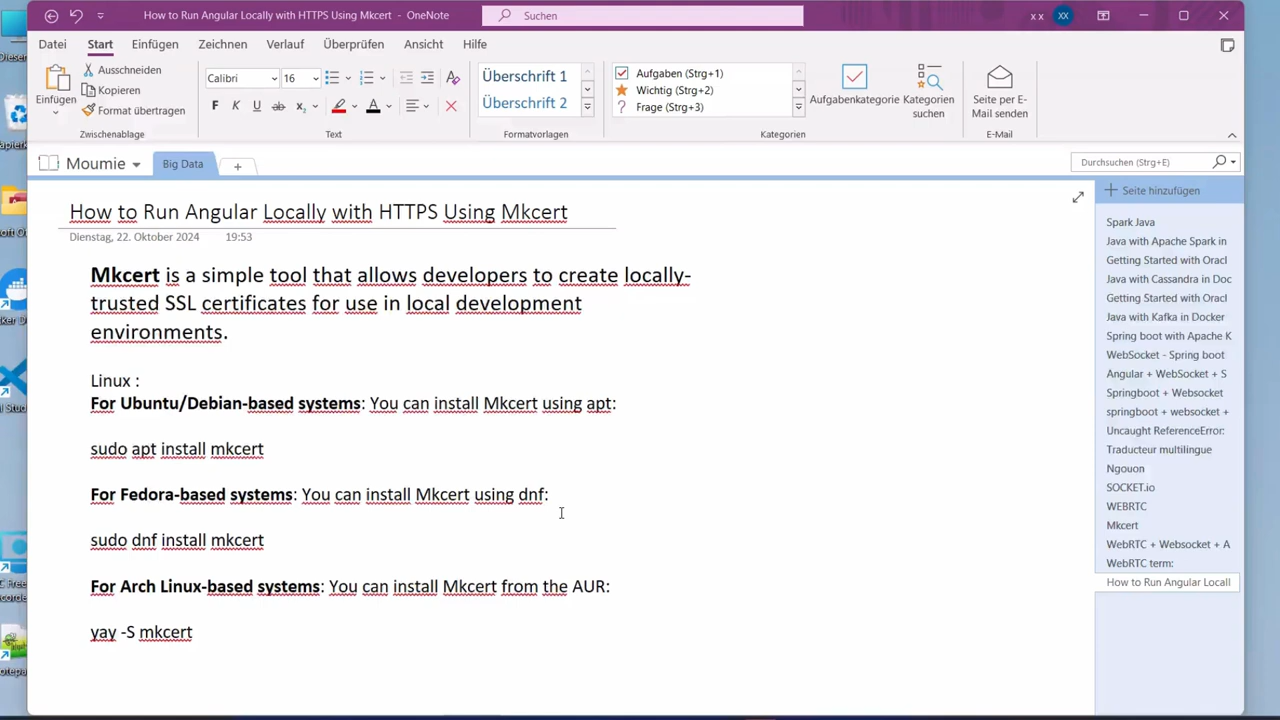 How to Run Angular Locally with HTTPS Using Mkcert - OneNote
Suchen
x x
XX
Datei Start Einfügen Zeichnen Verlauf Überprüfen Ansicht Hilfe
Einfügen
Ausschneiden
Kopieren
Format übertragen
Zwischenablage
Calibri 16
Text
Überschrift 1
Überschrift 2
Formatvorlagen
Aufgaben (Strg+1)
Wichtig (Strg+2)
Frage (Strg+3)
Aufgabenkategorie
Kategorien
suchen
Kategorien
Seite per E-
Mail senden
E-Mail
Moumie Big Data
Durchsuchen (Strg+E)
How to Run Angular Locally with HTTPS Using Mkcert
Dienstag, 22. Oktober 2024 19:53
Mkcert is a simple tool that allows developers to create locally-
trusted SSL certificates for use in local development
environments.
Linux :
For Ubuntu/Debian-based systems: You can install Mkcert using apt:
sudo apt install mkcert
For Fedora-based systems: You can install Mkcert using dnf:
sudo dnf install mkcert
For Arch Linux-based systems: You can install Mkcert from the AUR:
yay -S mkcert
Seite hinzufügen
Spark Java
Java with Apache Spark in
Getting Started with Oracl
Java with Cassandra in Doc
Getting Started with Oracl
Java with Kafka in Docker
Spring boot with Apache K
WebSocket - Spring boot
Angular + WebSocket + S
Springboot + Websocket
springboot + websocket +
Uncaught ReferenceError:
Traducteur multilingue
Ngouon
SOCKET.io
WEBRTC
Mkcert
WebRTC + Websocket + A
WebRTC term:
How to Run Angular Locall